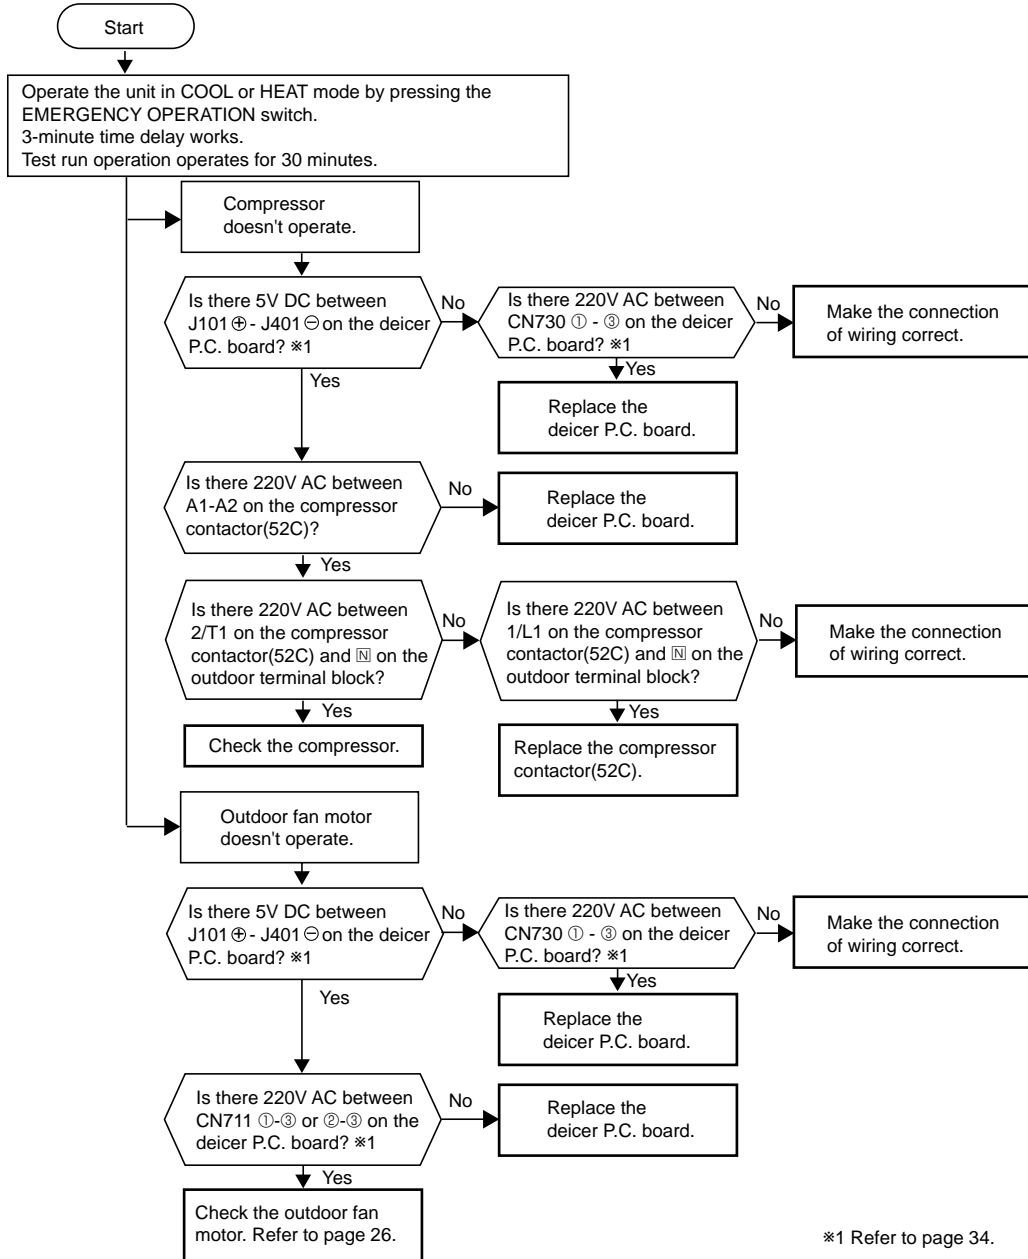 Start
Operate the unit in COOL or HEAT mode by pressing the
EMERGENCY OPERATION switch.
3-minute time delay works.
Test run operation operates for 30 minutes.
Compressor
doesn't operate.
Is there 5V DC between
J101 ⊕ - J401 ⊖ on the deicer
P.C. board? ※1
No
Is there 220V AC between
CN730 ① - ③ on the deicer
P.C. board? ※1
No
Make the connection
of wiring correct.
Yes
Yes
Replace the
deicer P.C. board.
Is there 220V AC between
A1-A2 on the compressor
contactor(52C)?
No
Replace the
deicer P.C. board.
Yes
Is there 220V AC between
2/T1 on the compressor
contactor(52C) and 🄽 on the
outdoor terminal block?
No
Is there 220V AC between
1/L1 on the compressor
contactor(52C) and 🄽 on the
outdoor terminal block?
No
Make the connection
of wiring correct.
Yes
Yes
Check the compressor.
Replace the compressor
contactor(52C).
Outdoor fan motor
doesn't operate.
Is there 5V DC between
J101 ⊕ - J401 ⊖ on the deicer
P.C. board? ※1
No
Is there 220V AC between
CN730 ① - ③ on the deicer
P.C. board? ※1
No
Make the connection
of wiring correct.
Yes
Yes
Replace the
deicer P.C. board.
Is there 220V AC between
CN711 ①-③ or ②-③ on the
deicer P.C. board? ※1
No
Replace the
deicer P.C. board.
Yes
Check the outdoor fan
motor. Refer to page 26.
※1 Refer to page 34.